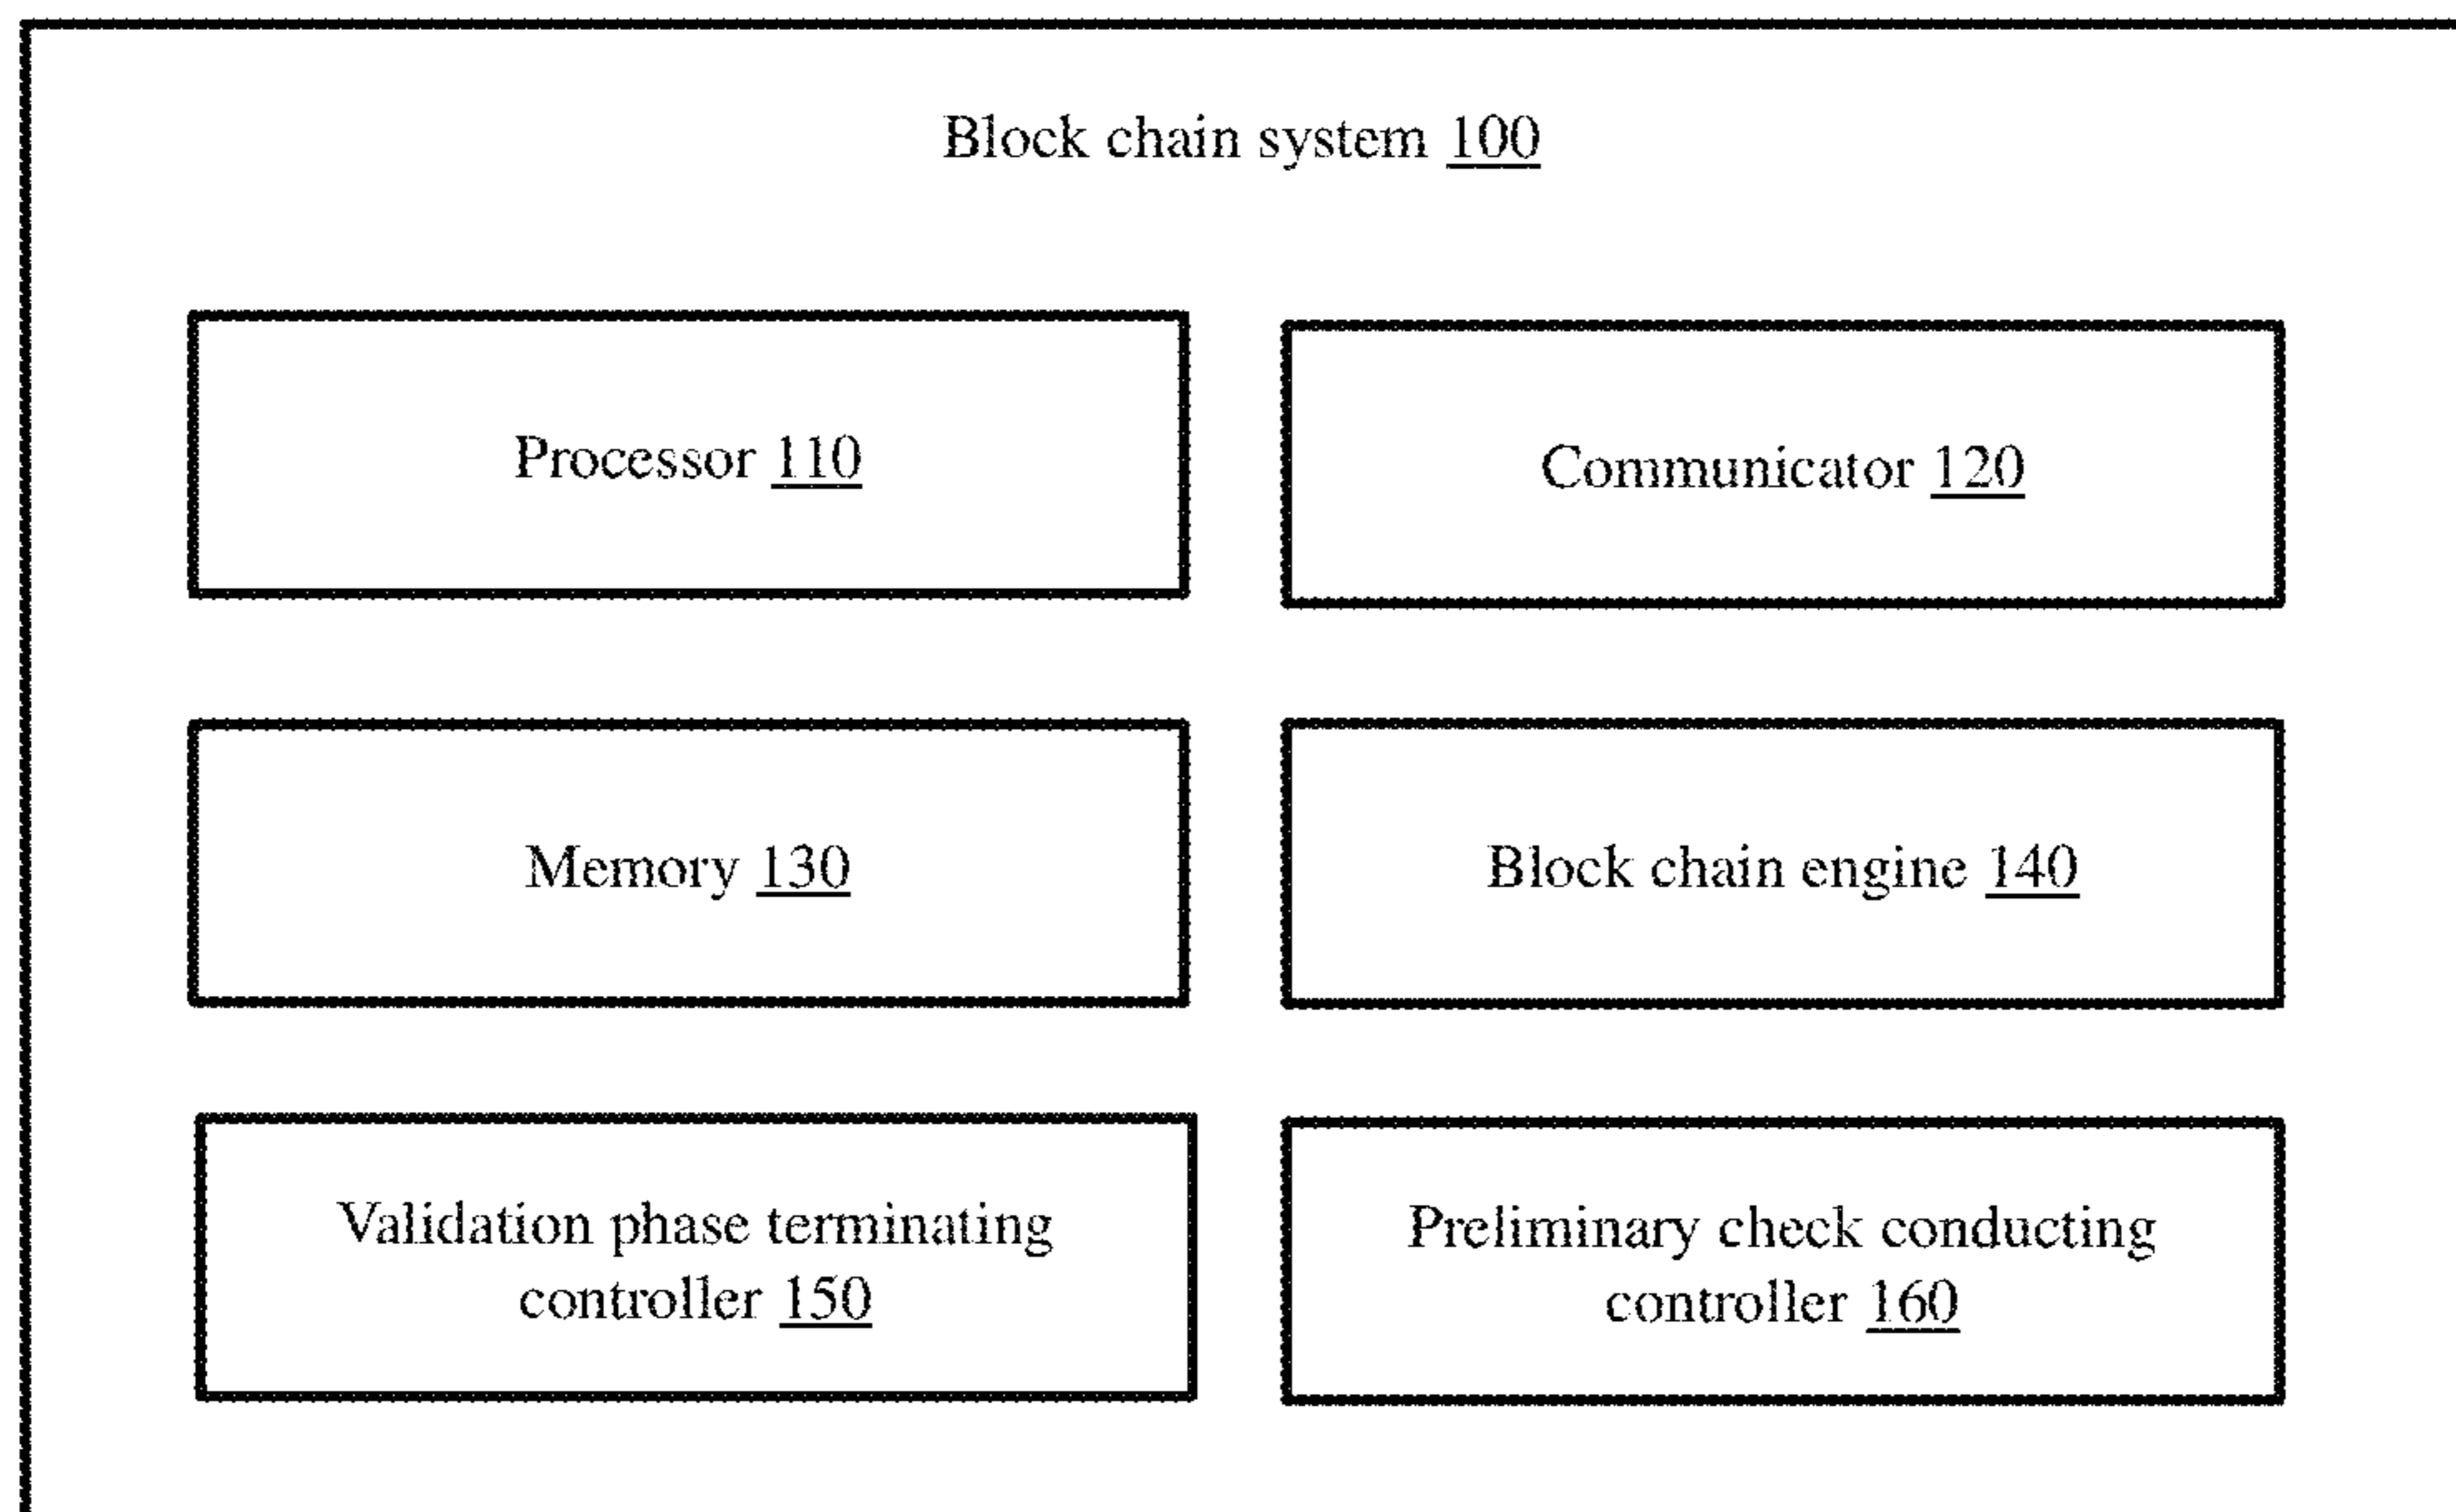 Block chain system 100
Processor 110
Communicator 120
Memory 130
Block chain engine 140
Validation phase terminating
controller 150
Preliminary check conducting
controller 160